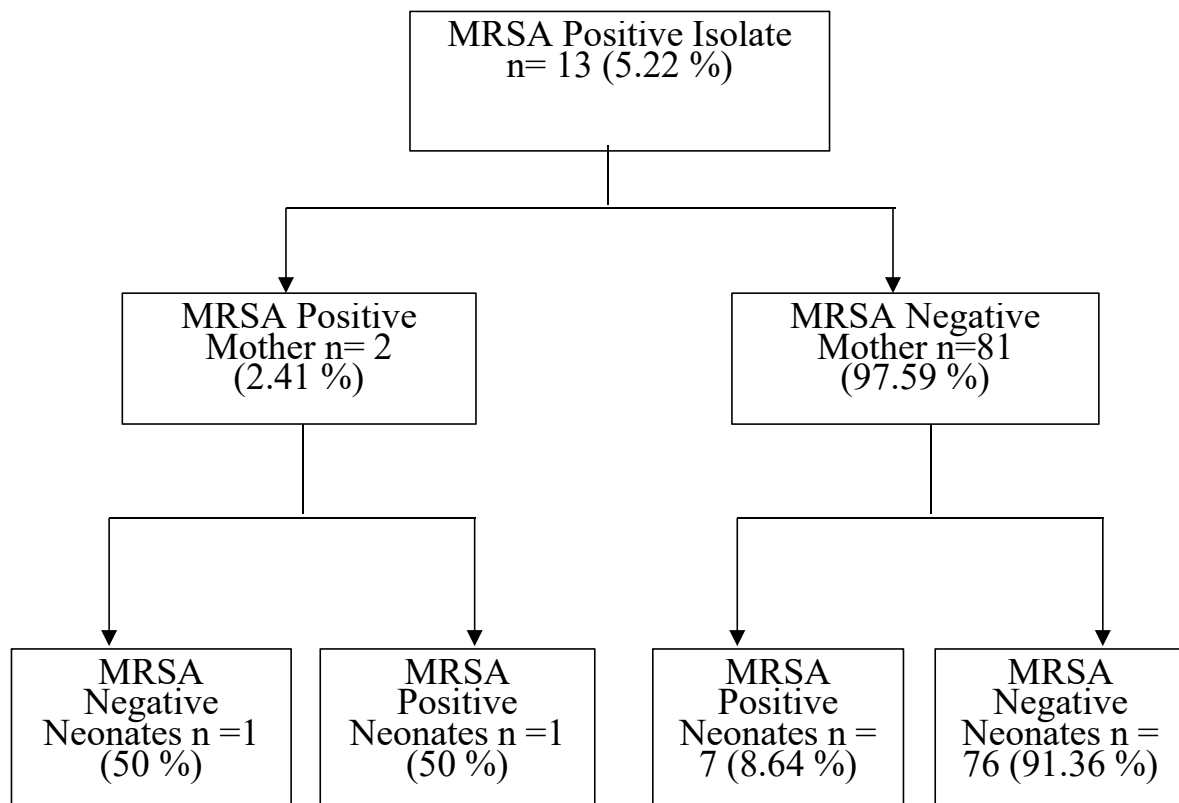 MRSA Positive Isolate
n= 13 (5.22 %)
MRSA Positive
Mother n= 2
(2.41 %)
MRSA Negative
Mother n=81
(97.59 %)
MRSA
Negative
Neonates n =1
(50 %)
MRSA
Positive
Neonates n =1
(50 %)
MRSA
Positive
Neonates n =
7 (8.64 %)
MRSA
Negative
Neonates n =
76 (91.36 %)